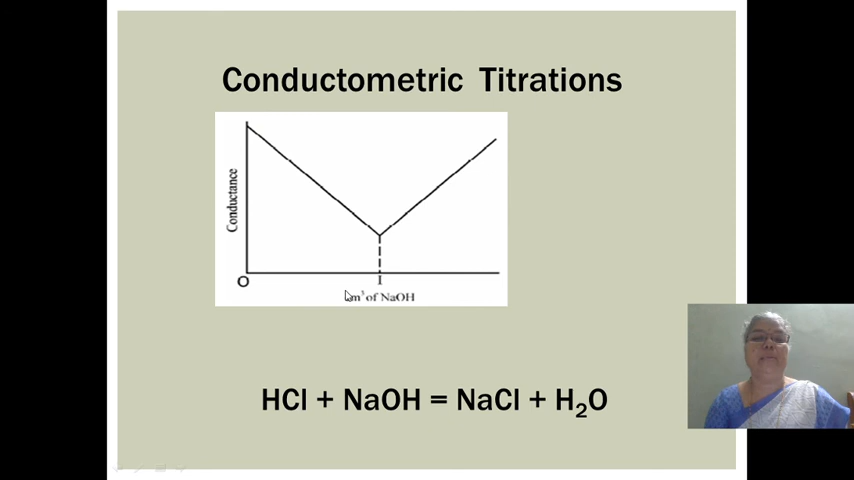 Conductometric Titrations
Conductance
O
I
cm³ of NaOH
HCl + NaOH = NaCl + H₂O